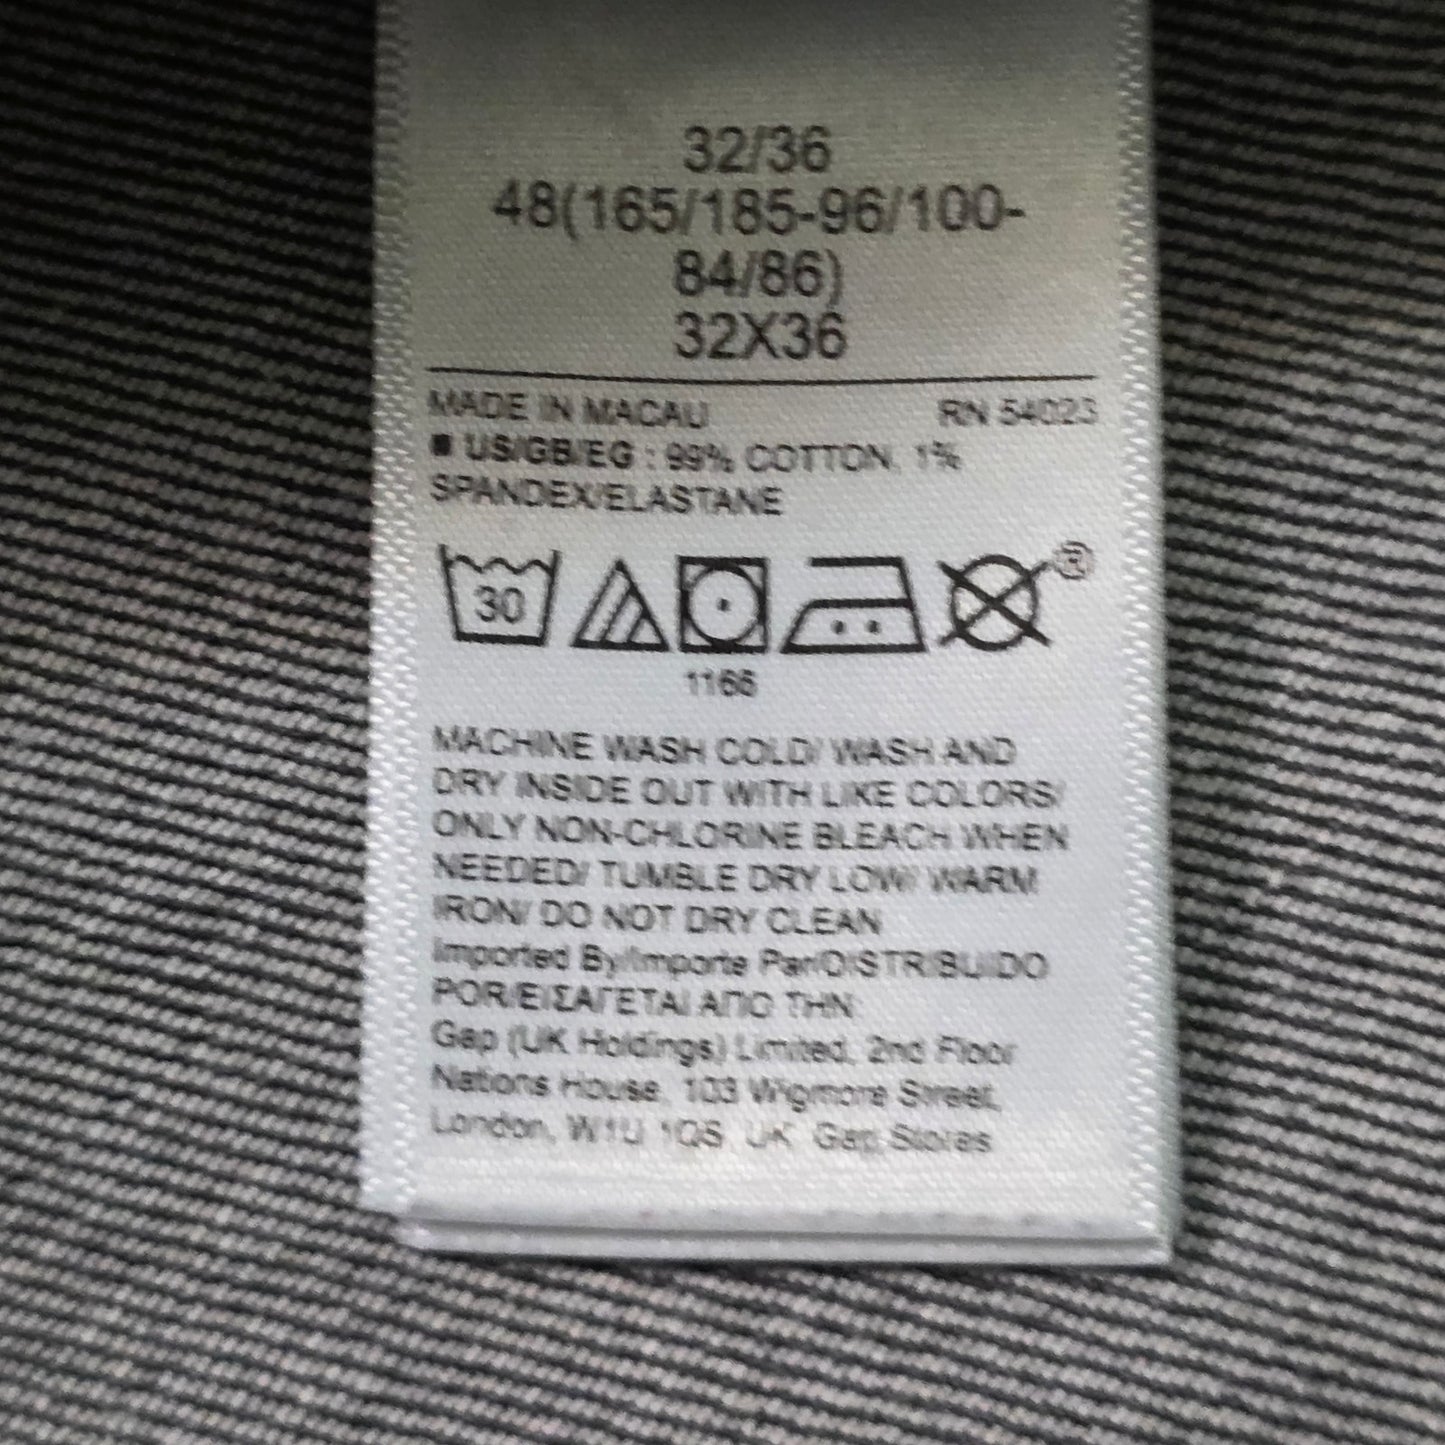 32/36
48(165/185-96/100-
84/86)
32X36
MADE IN MACAU RN 54023
■ US/GB/EG : 99% COTTON, 1%
SPANDEX/ELASTANE
30
®
1166
MACHINE WASH COLD/ WASH AND
DRY INSIDE OUT WITH LIKE COLORS/
ONLY NON-CHLORINE BLEACH WHEN
NEEDED/ TUMBLE DRY LOW/ WARM
IRON/ DO NOT DRY CLEAN
Imported By/Importe Par/DISTRIBUIDO
POR/ΕΙΣΑΓΕΤΑΙ ΑΠΟ ΤΗΝ:
Gap (UK Holdings) Limited, 2nd Floor
Nations House, 103 Wigmore Street,
London, W1U 1QS, UK Gap Stores